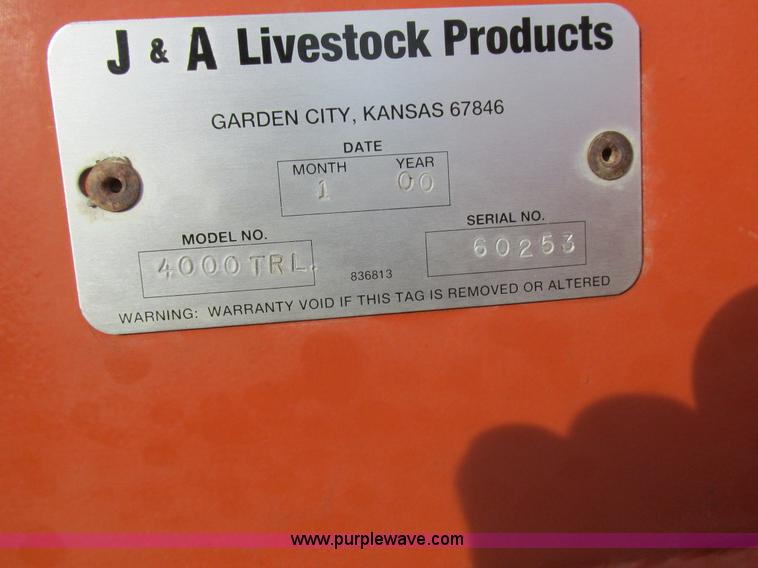 J & A Livestock Products
GARDEN CITY, KANSAS 67846
DATE
MONTH YEAR
1 00
MODEL NO. SERIAL NO.
4000TRL. 60253
836813
WARNING: WARRANTY VOID IF THIS TAG IS REMOVED OR ALTERED
www.purplewave.com